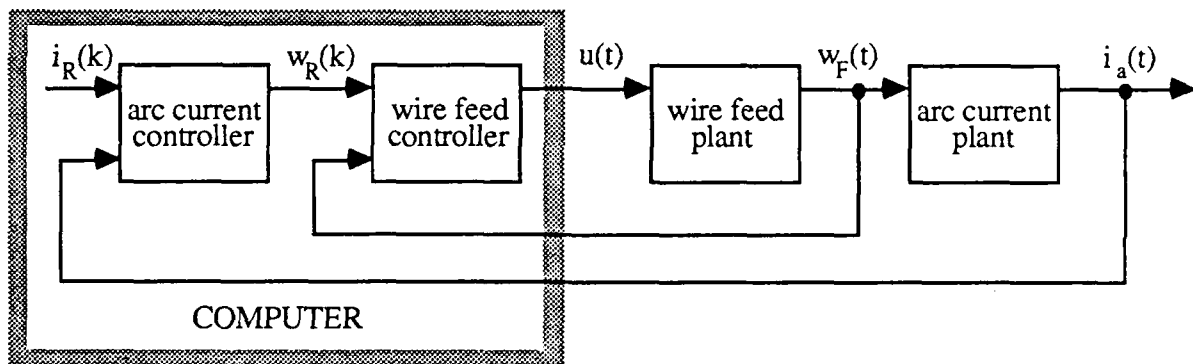 i_R(k)
w_R(k)
u(t)
w_F(t)
i_a(t)
arc current
controller
wire feed
controller
wire feed
plant
arc current
plant
COMPUTER